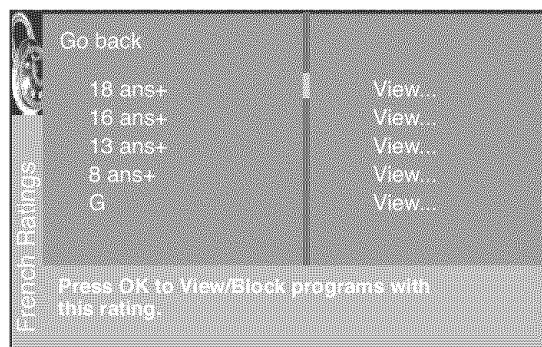 Go back
18 ans+ View...
16 ans+ View...
13 ans+ View...
8 ans+ View...
G View...
French Ratings
Press OK to View/Block programs with
this rating.